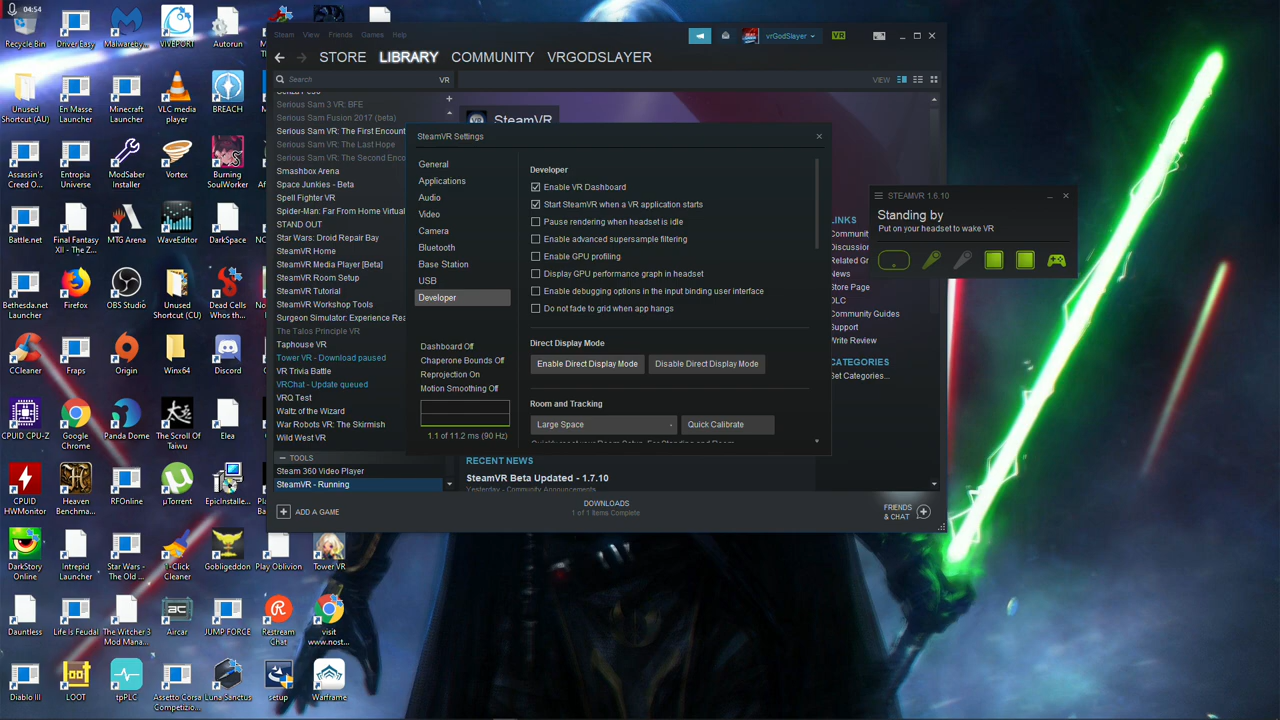 04:54
Recycle Bin
Driver Easy
Malwareby...
VIVEPORT
Autorun
Unused Shortcut (AU)
En Masse Launcher
Minecraft Launcher
VLC media player
BREACH
Assassin's Creed O...
Entropia Universe
ModSaber Installer
Vortex
Burning SoulWorker
Battle.net
Final Fantasy XII - The Z...
MTG Arena
WaveEditor
DarkSpace
Bethesda.net Launcher
Firefox
OBS Studio
Unused Shortcut (CU)
Dead Cells Whos th...
CCleaner
Fraps
Origin
Winx64
Discord
CPUID CPU-Z
Google Chrome
Panda Dome
The Scroll Of Taiwu
Elea
CPUID HWMonitor
Heaven Benchma...
RFOnline
µTorrent
EpicInstalle...
DarkStory Online
Intrepid Launcher
Star Wars - The Old ...
1-Click Cleaner
Gobligeddon
Play Oblivion
Tower VR
Dauntless
Life Is Feudal
The Witcher 3 Mod Mana...
Aircar
JUMP FORCE
Restream Chat
visit www.nost...
Diablo III
LOOT
tpPLC
Assetto Corsa Competizio...
Luna Sanctus
setup
Warframe
Steam View Friends Games Help
vrGodSlayer
VR
STORE LIBRARY COMMUNITY VRGODSLAYER
Search
VR
VIEW
Serious Sam 3 VR: BFE
Serious Sam Fusion 2017 (beta)
Serious Sam VR: The First Encount
Serious Sam VR: The Last Hope
Serious Sam VR: The Second Enco
Smashbox Arena
Space Junkies - Beta
Spell Fighter VR
Spider-Man: Far From Home Virtual
STAND OUT
Star Wars: Droid Repair Bay
SteamVR Home
SteamVR Media Player [Beta]
SteamVR Room Setup
SteamVR Tutorial
SteamVR Workshop Tools
Surgeon Simulator: Experience Rea
The Talos Principle VR
Taphouse VR
Tower VR - Download paused
VR Trivia Battle
VRChat - Update queued
VRQ Test
Waltz of the Wizard
War Robots VR: The Skirmish
Wild West VR
TOOLS
Steam 360 Video Player
SteamVR - Running
ADD A GAME
SteamVR
SteamVR Settings
General
Applications
Audio
Video
Camera
Bluetooth
Base Station
USB
Developer
Dashboard Off
Chaperone Bounds Off
Reprojection On
Motion Smoothing Off
1.1 of 11.2 ms (90 Hz)
Developer
Enable VR Dashboard
Start SteamVR when a VR application starts
Pause rendering when headset is idle
Enable advanced supersample filtering
Enable GPU profiling
Display GPU performance graph in headset
Enable debugging options in the input binding user interface
Do not fade to grid when app hangs
Direct Display Mode
Enable Direct Display Mode
Disable Direct Display Mode
Room and Tracking
Large Space
Quick Calibrate
RECENT NEWS
SteamVR Beta Updated - 1.7.10
Yesterday - Community Announcements
DOWNLOADS
1 of 1 Items Complete
FRIENDS & CHAT
LINKS
Communit
Discussion
Related Gr
News
Store Page
DLC
Community Guides
Support
Write Review
CATEGORIES
Set Categories...
STEAMVR 1.6.10
Standing by
Put on your headset to wake VR